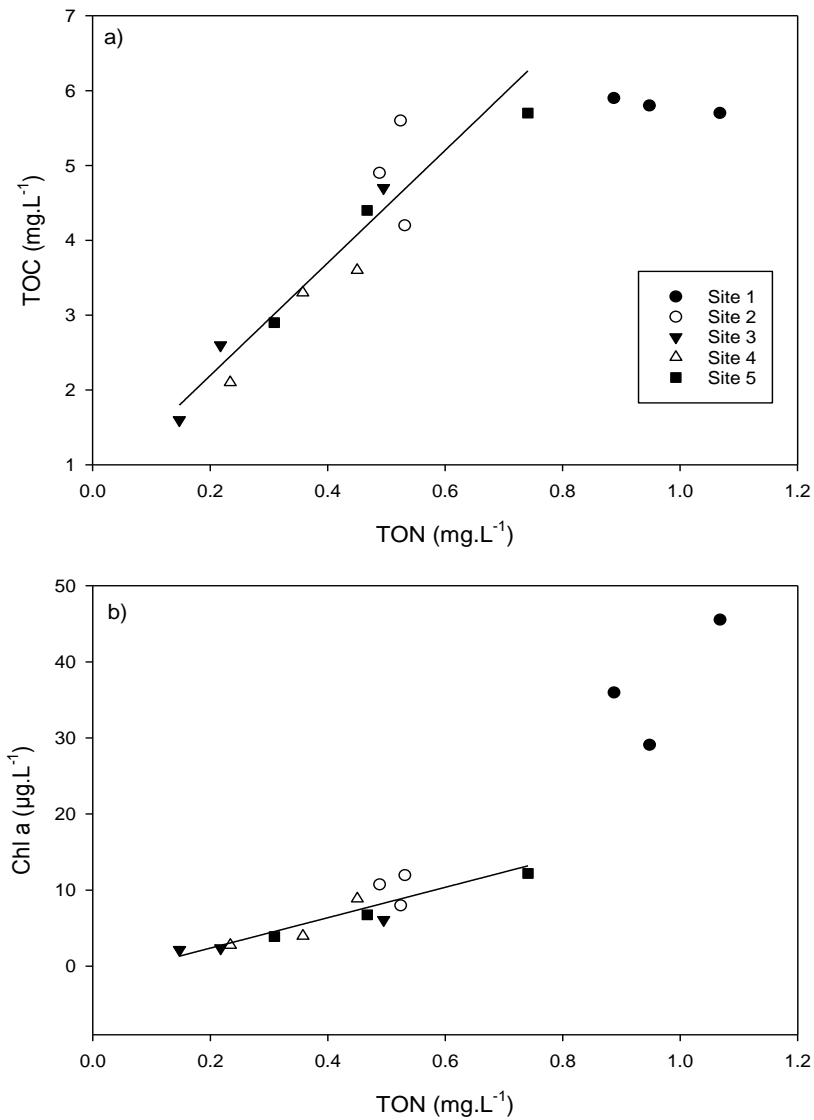 a)
7
6
5
4
3
2
1
TOC (mg.L⁻¹)
Site 1
Site 2
Site 3
Site 4
Site 5
0.0 0.2 0.4 0.6 0.8 1.0 1.2
TON (mg.L⁻¹)
b)
50
40
30
20
10
0
Chl a (µg.L⁻¹)
0.0 0.2 0.4 0.6 0.8 1.0 1.2
TON (mg.L⁻¹)